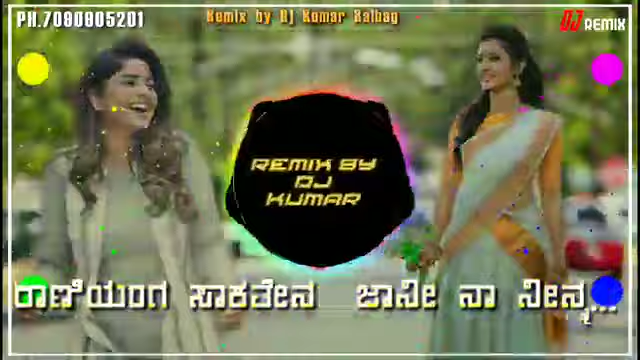 PH.7090905201
Remix by DJ Kumar Kalbag
DJ REMIX
REMIX BY
DJ
KUMAR
ರಾಣಿಯಂಗ ಸಾಕತೇನ ಜಾನೀ ನಾ ನೀನ್ನ...